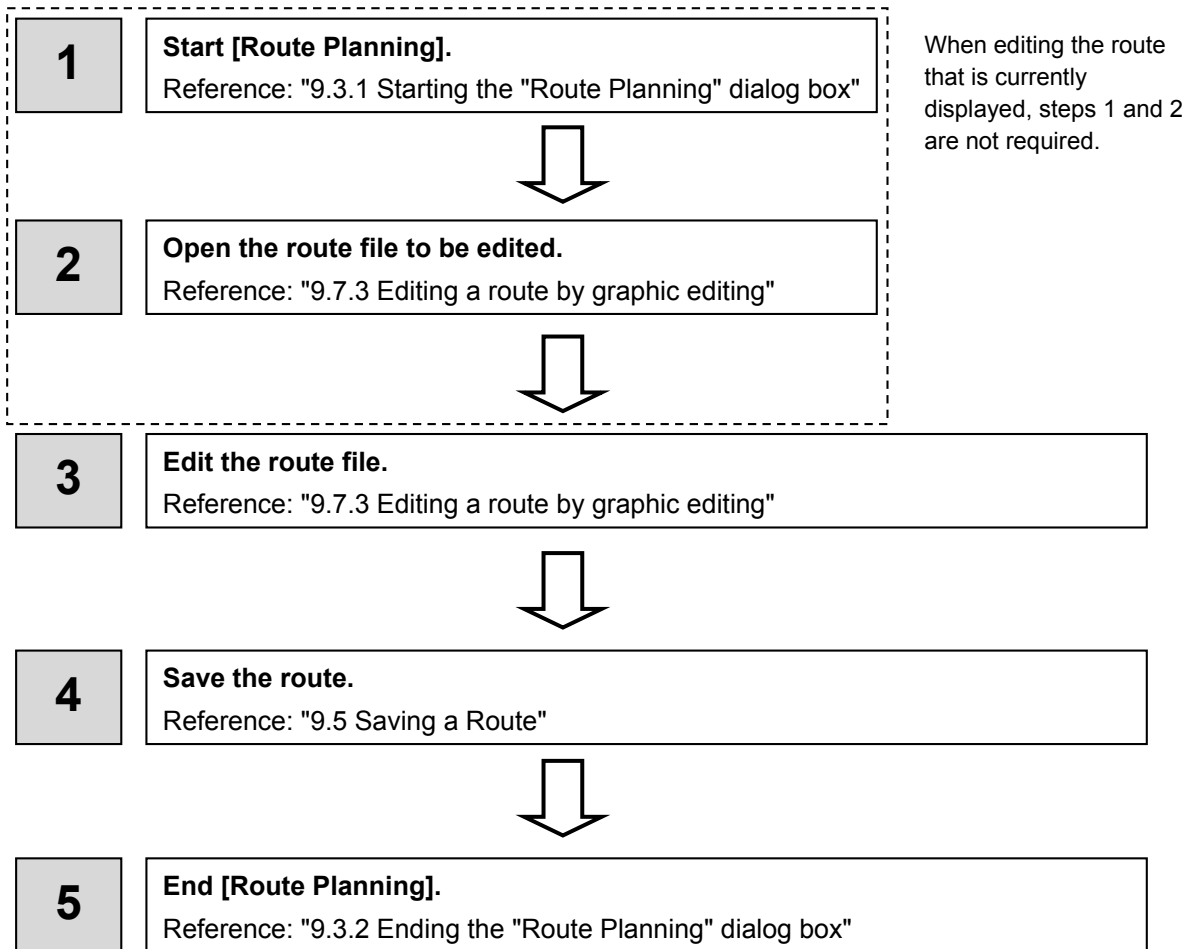 1
Start [Route Planning].
Reference: "9.3.1 Starting the "Route Planning" dialog box"
When editing the route
that is currently
displayed, steps 1 and 2
are not required.
2
Open the route file to be edited.
Reference: "9.7.3 Editing a route by graphic editing"
3
Edit the route file.
Reference: "9.7.3 Editing a route by graphic editing"
4
Save the route.
Reference: "9.5 Saving a Route"
5
End [Route Planning].
Reference: "9.3.2 Ending the "Route Planning" dialog box"